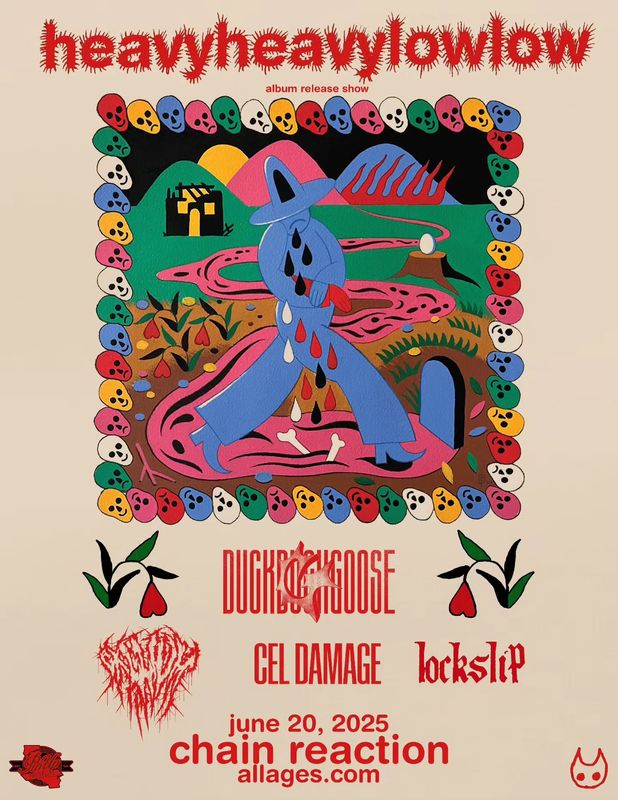 heavyheavylowlow
album release show
DUCKDUCKGOOSE
CEL DAMAGE
lockslip
june 20, 2025
chain reaction
allages.com